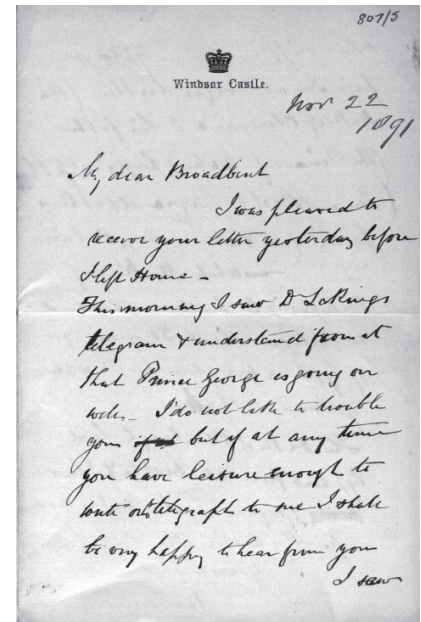 807/5
Windsor Castle.
Nov 22
1891
My dear Broadbent
I was pleased to
receive your letter yesterday before
I left Home -
This morning I saw Dr Lakings
telegram & understand from it
that Prince George is going on
well - I do not like to trouble
you but if at any time
you have leisure enough to
write or telegraph to me I shall
be very happy to hear from you
I saw